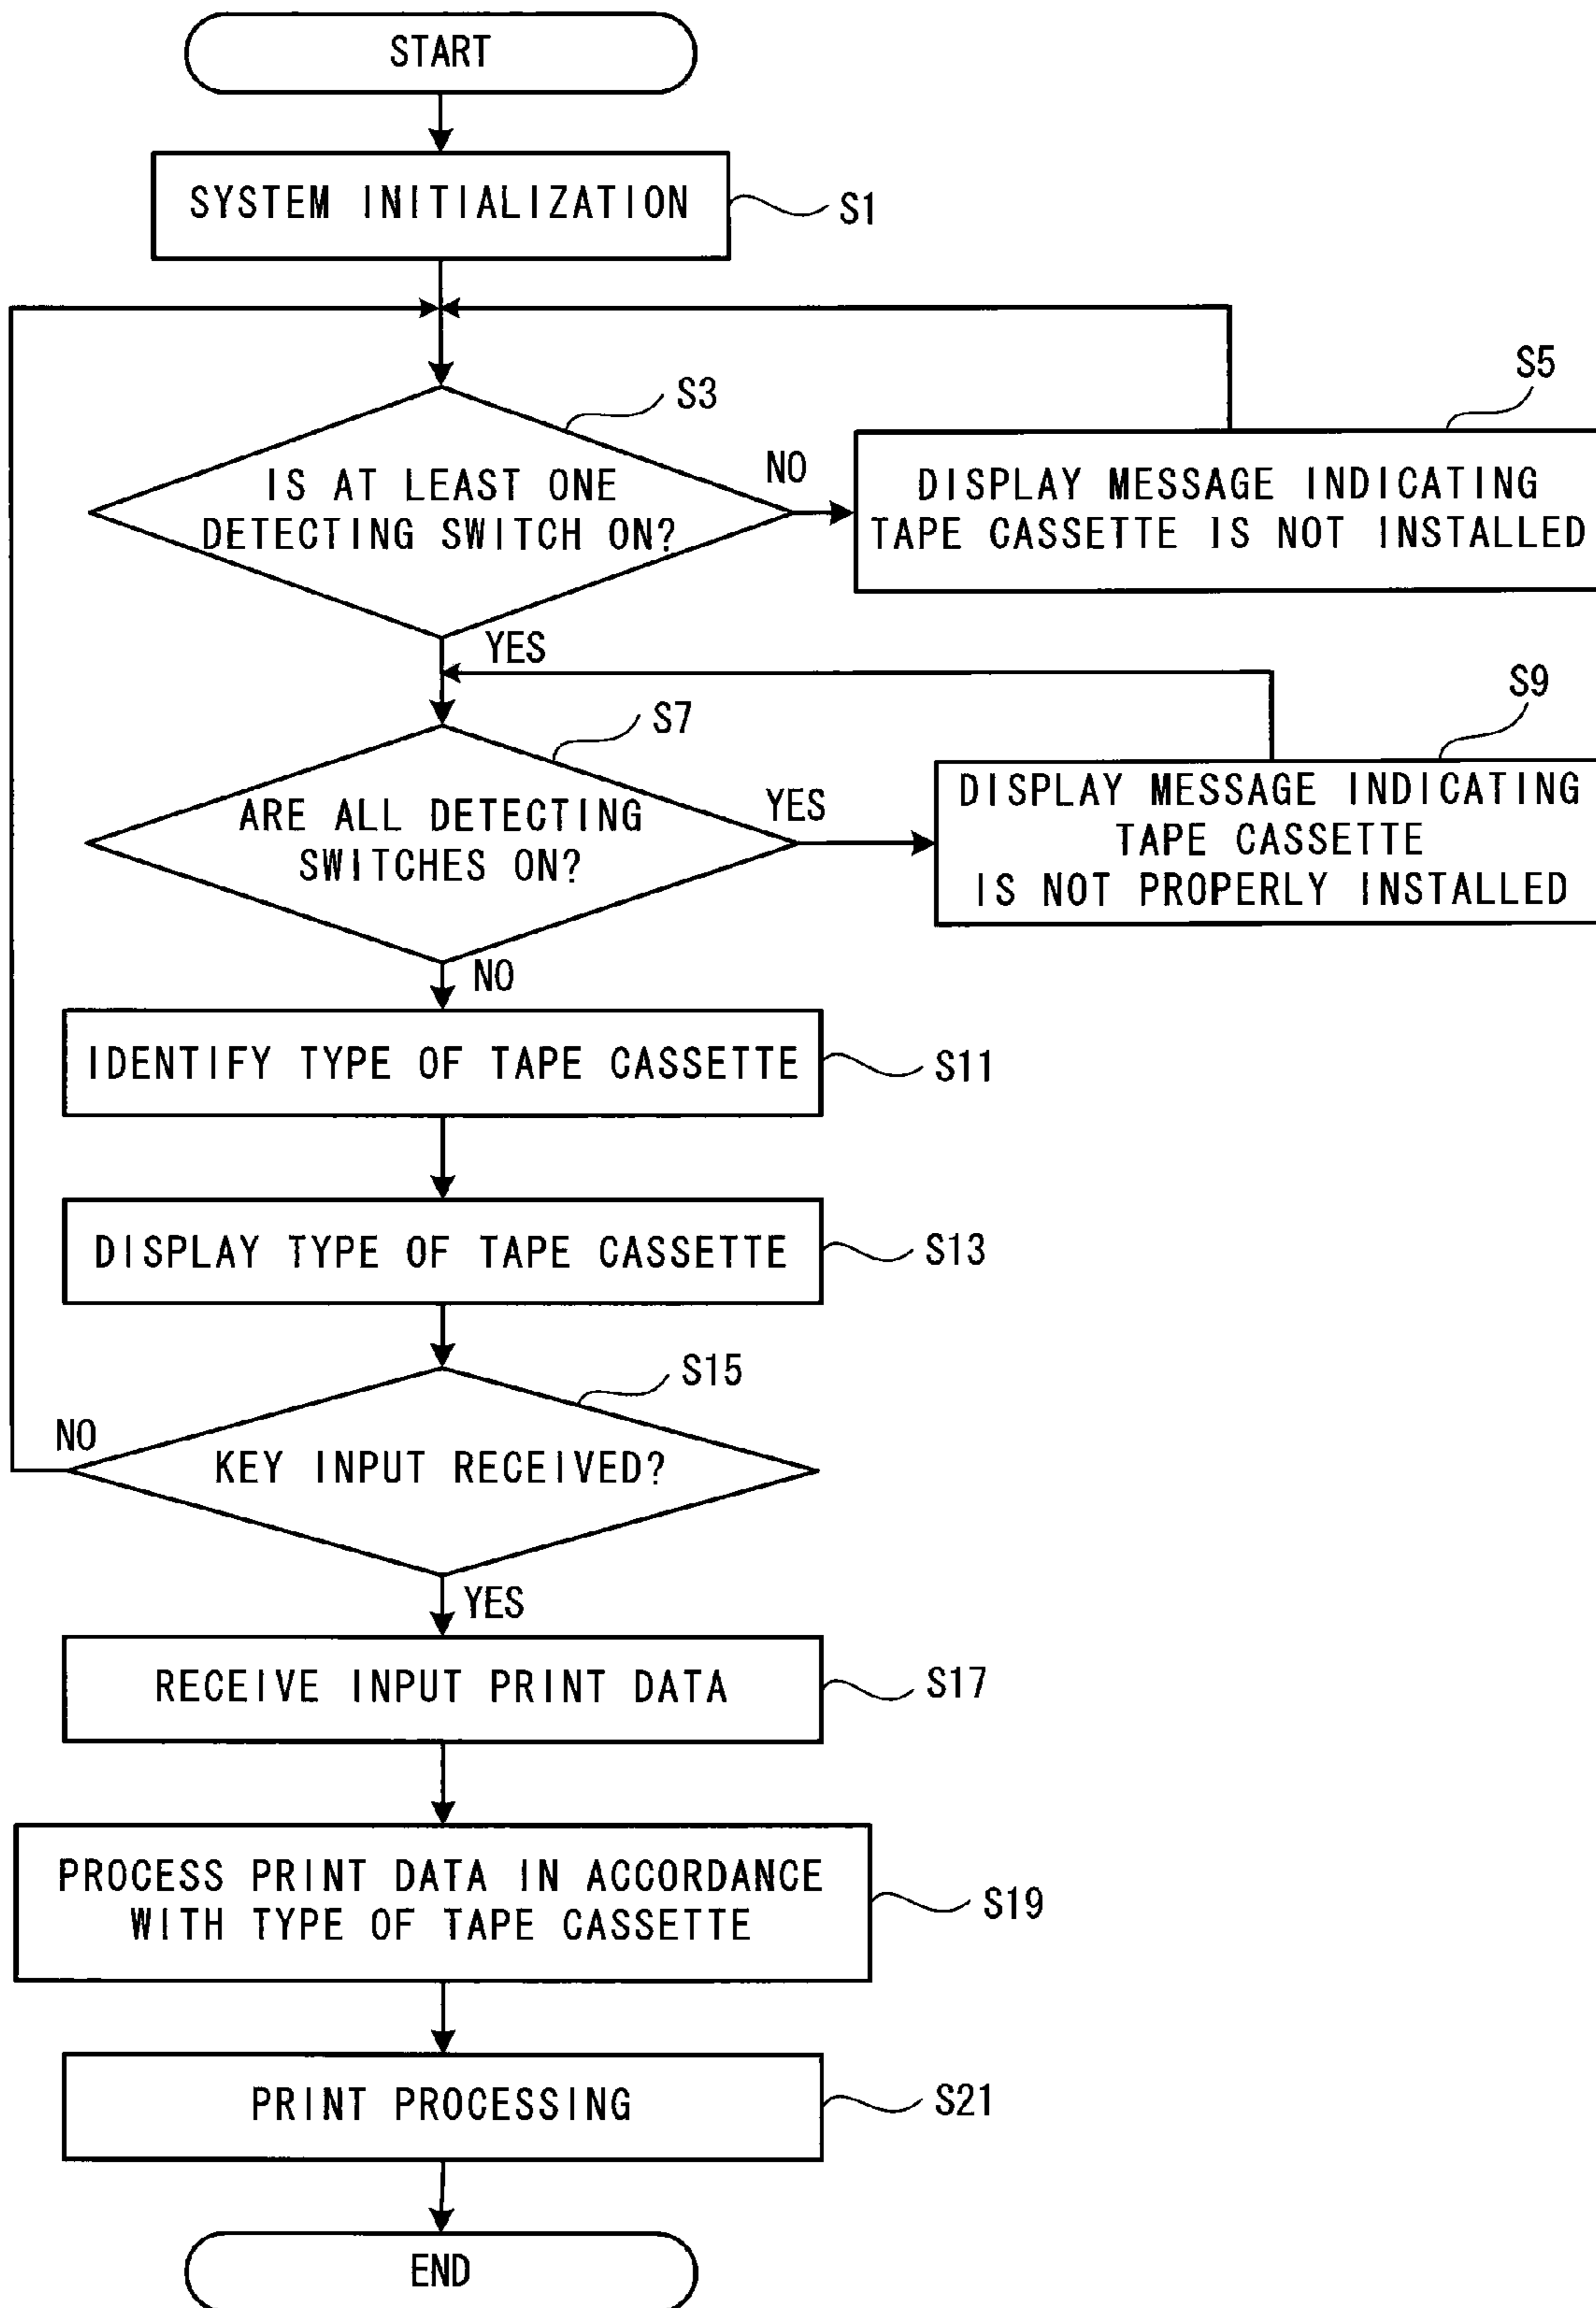 START
SYSTEM INITIALIZATION
S1
S3
IS AT LEAST ONE
DETECTING SWITCH ON?
NO
S5
DISPLAY MESSAGE INDICATING
TAPE CASSETTE IS NOT INSTALLED
YES
S7
ARE ALL DETECTING
SWITCHES ON?
YES
S9
DISPLAY MESSAGE INDICATING
TAPE CASSETTE
IS NOT PROPERLY INSTALLED
NO
IDENTIFY TYPE OF TAPE CASSETTE
S11
DISPLAY TYPE OF TAPE CASSETTE
S13
S15
NO
KEY INPUT RECEIVED?
YES
RECEIVE INPUT PRINT DATA
S17
PROCESS PRINT DATA IN ACCORDANCE
WITH TYPE OF TAPE CASSETTE
S19
PRINT PROCESSING
S21
END